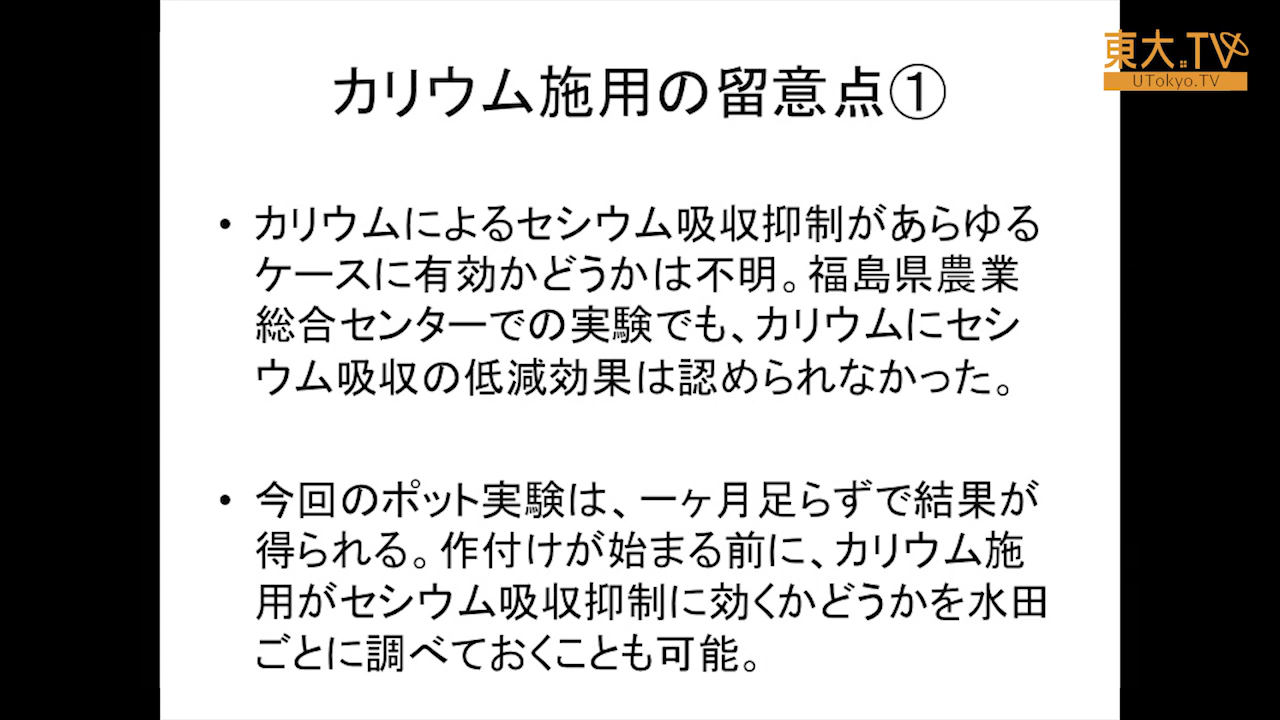 東大.TV
UTokyo.TV
カリウム施用の留意点①
• カリウムによるセシウム吸収抑制があらゆる
ケースに有効かどうかは不明。福島県農業
総合センターでの実験でも、カリウムにセシ
ウム吸収の低減効果は認められなかった。
• 今回のポット実験は、一ヶ月足らずで結果が
得られる。作付けが始まる前に、カリウム施
用がセシウム吸収抑制に効くかどうかを水田
ごとに調べておくことも可能。